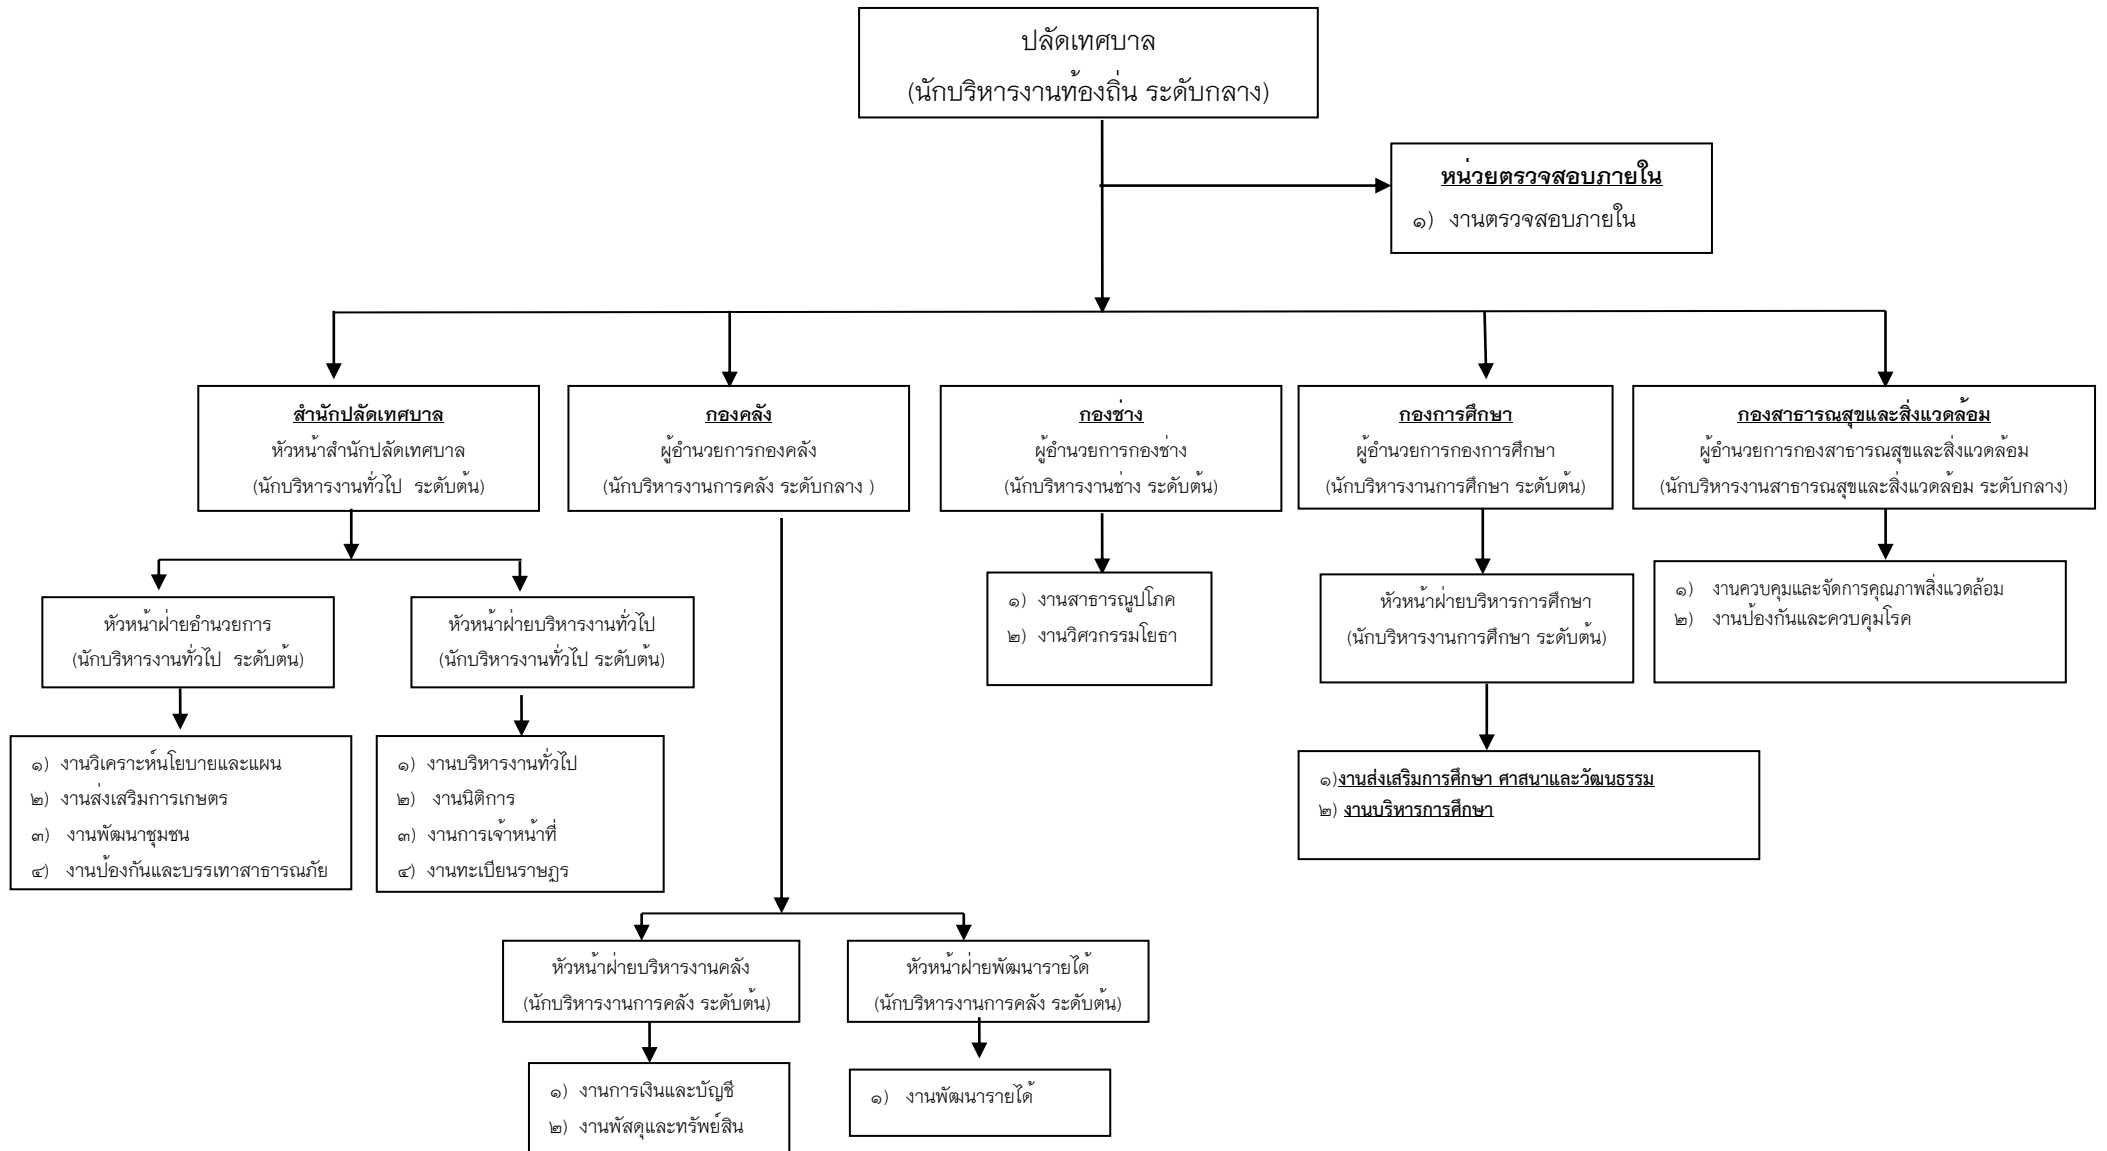 ปลัดเทศบาล
(นักบริหารงานท้องถิ่น ระดับกลาง)
หน่วยตรวจสอบภายใน
๑) งานตรวจสอบภายใน
สำนักปลัดเทศบาล
หัวหน้าสำนักปลัดเทศบาล
(นักบริหารงานทั่วไป ระดับต้น)
กองคลัง
ผู้อำนวยการกองคลัง
(นักบริหารงานการคลัง ระดับกลาง )
กองช่าง
ผู้อำนวยการกองช่าง
(นักบริหารงานช่าง ระดับต้น)
กองการศึกษา
ผู้อำนวยการกองการศึกษา
(นักบริหารงานการศึกษา ระดับต้น)
กองสาธารณสุขและสิ่งแวดล้อม
ผู้อำนวยการกองสาธารณสุขและสิ่งแวดล้อม
(นักบริหารงานสาธารณสุขและสิ่งแวดล้อม ระดับกลาง)
หัวหน้าฝ่ายอำนวยการ
(นักบริหารงานทั่วไป ระดับต้น)
หัวหน้าฝ่ายบริหารงานทั่วไป
(นักบริหารงานทั่วไป ระดับต้น)
๑) งานสาธารณูปโภค
๒) งานวิศวกรรมโยธา
หัวหน้าฝ่ายบริหารการศึกษา
(นักบริหารงานการศึกษา ระดับต้น)
๑) งานควบคุมและจัดการคุณภาพสิ่งแวดล้อม
๒) งานป้องกันและควบคุมโรค
๑) งานวิเคราะห์นโยบายและแผน
๒) งานส่งเสริมการเกษตร
๓) งานพัฒนาชุมชน
๔) งานป้องกันและบรรเทาสาธารณภัย
๑) งานบริหารงานทั่วไป
๒) งานนิติการ
๓) งานการเจ้าหน้าที่
๔) งานทะเบียนราษฎร
๑)งานส่งเสริมการศึกษา ศาสนาและวัฒนธรรม
๒) งานบริหารการศึกษา
หัวหน้าฝ่ายบริหารงานคลัง
(นักบริหารงานการคลัง ระดับต้น)
หัวหน้าฝ่ายพัฒนารายได้
(นักบริหารงานการคลัง ระดับต้น)
๑) งานการเงินและบัญชี
๒) งานพัสดุและทรัพย์สิน
๑) งานพัฒนารายได้